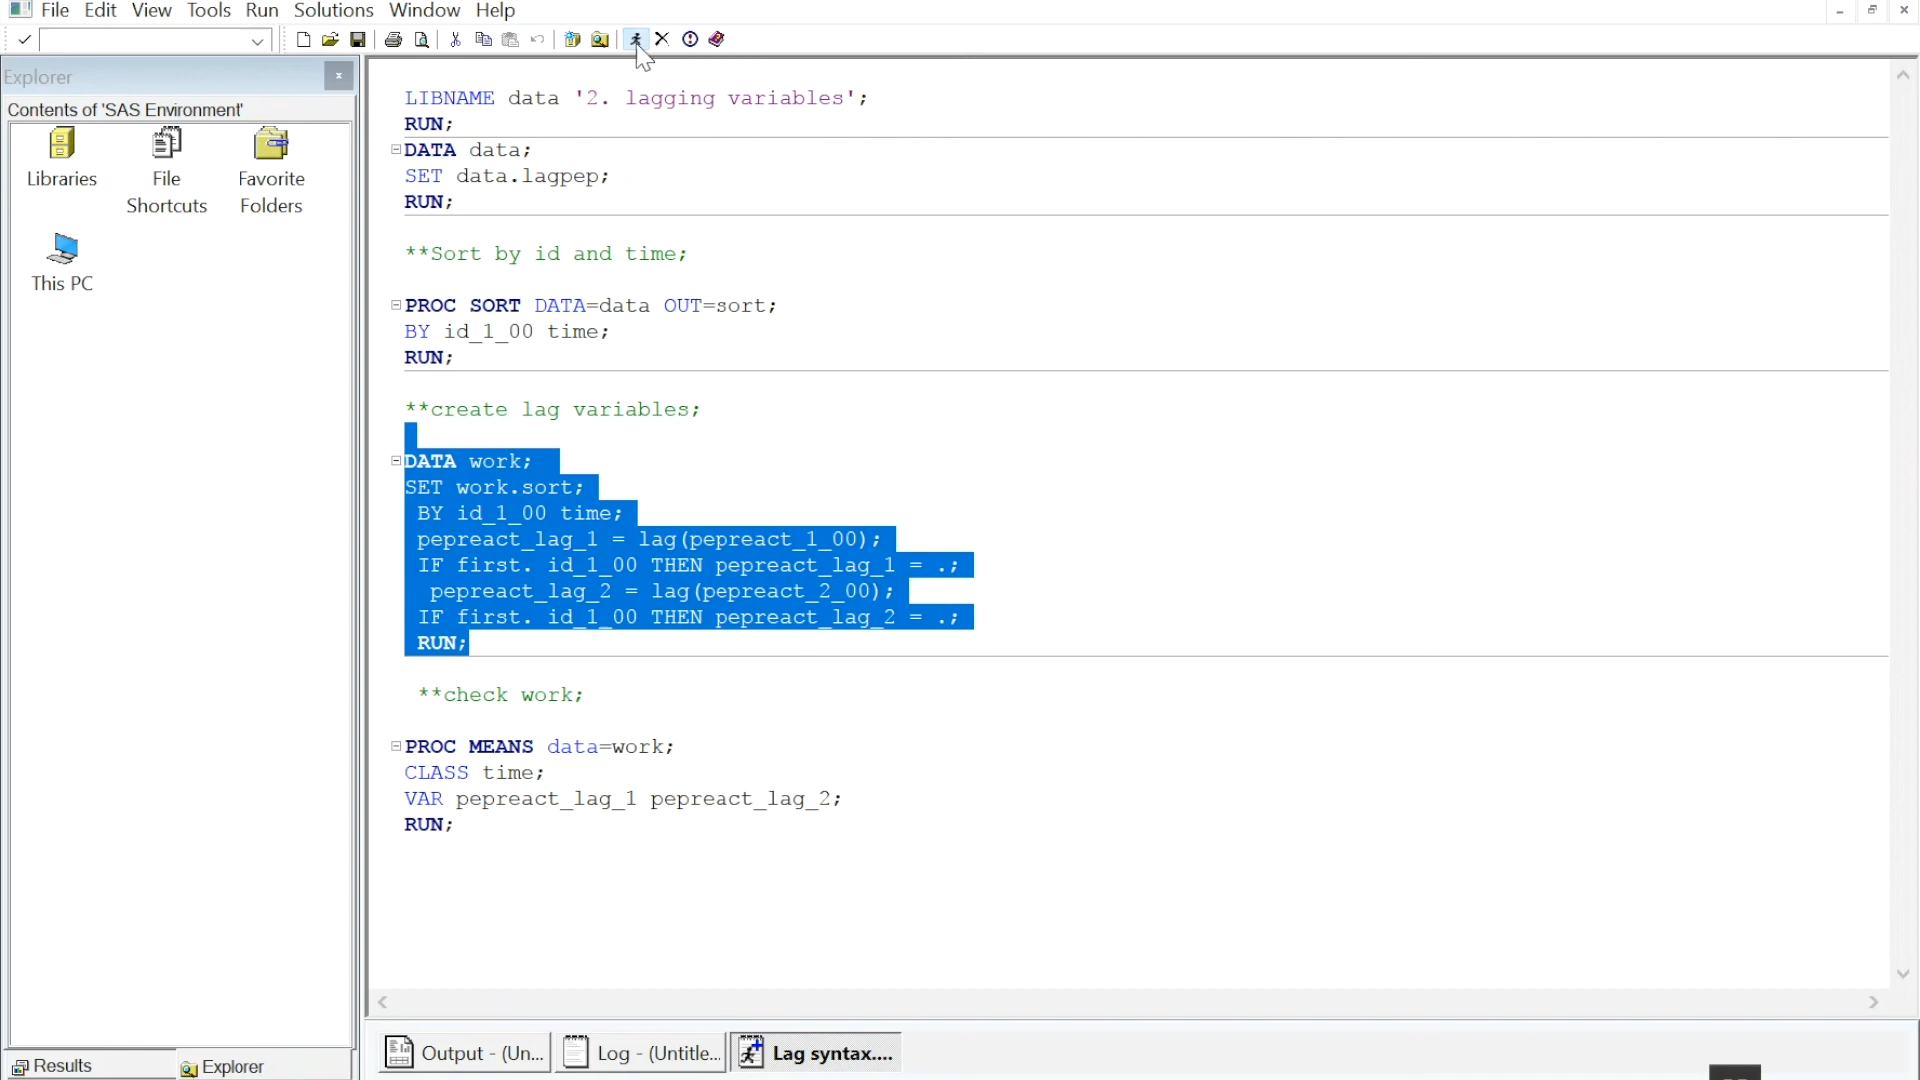 File Edit View Tools Run Solutions Window Help
Explorer
Contents of 'SAS Environment'
Libraries
File Shortcuts
Favorite Folders
This PC
LIBNAME data '2. lagging variables';
RUN;
DATA data;
SET data.lagpep;
RUN;
**Sort by id and time;
PROC SORT DATA=data OUT=sort;
BY id_1_00 time;
RUN;
**create lag variables;
DATA work;
SET work.sort;
BY id_1_00 time;
pepreact_lag_1 = lag(pepreact_1_00);
IF first. id_1_00 THEN pepreact_lag_1 = .;
pepreact_lag_2 = lag(pepreact_2_00);
IF first. id_1_00 THEN pepreact_lag_2 = .;
RUN;
**check work;
PROC MEANS data=work;
CLASS time;
VAR pepreact_lag_1 pepreact_lag_2;
RUN;
Results
Explorer
Output - (Un...
Log - (Untitle...
Lag syntax....